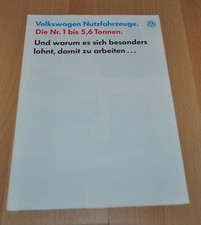 Volkswagen Nutzfahrzeuge.
Die Nr. 1 bis 5,6 Tonnen.
Und warum es sich besonders
lohnt, damit zu arbeiten ...